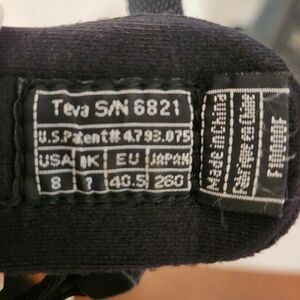 Teva S/N 6821
U.S.Patent# 4,793,075
USA UK EU JAPAN
8 7 40.5 260
Made in China
Fabriqué en Chine